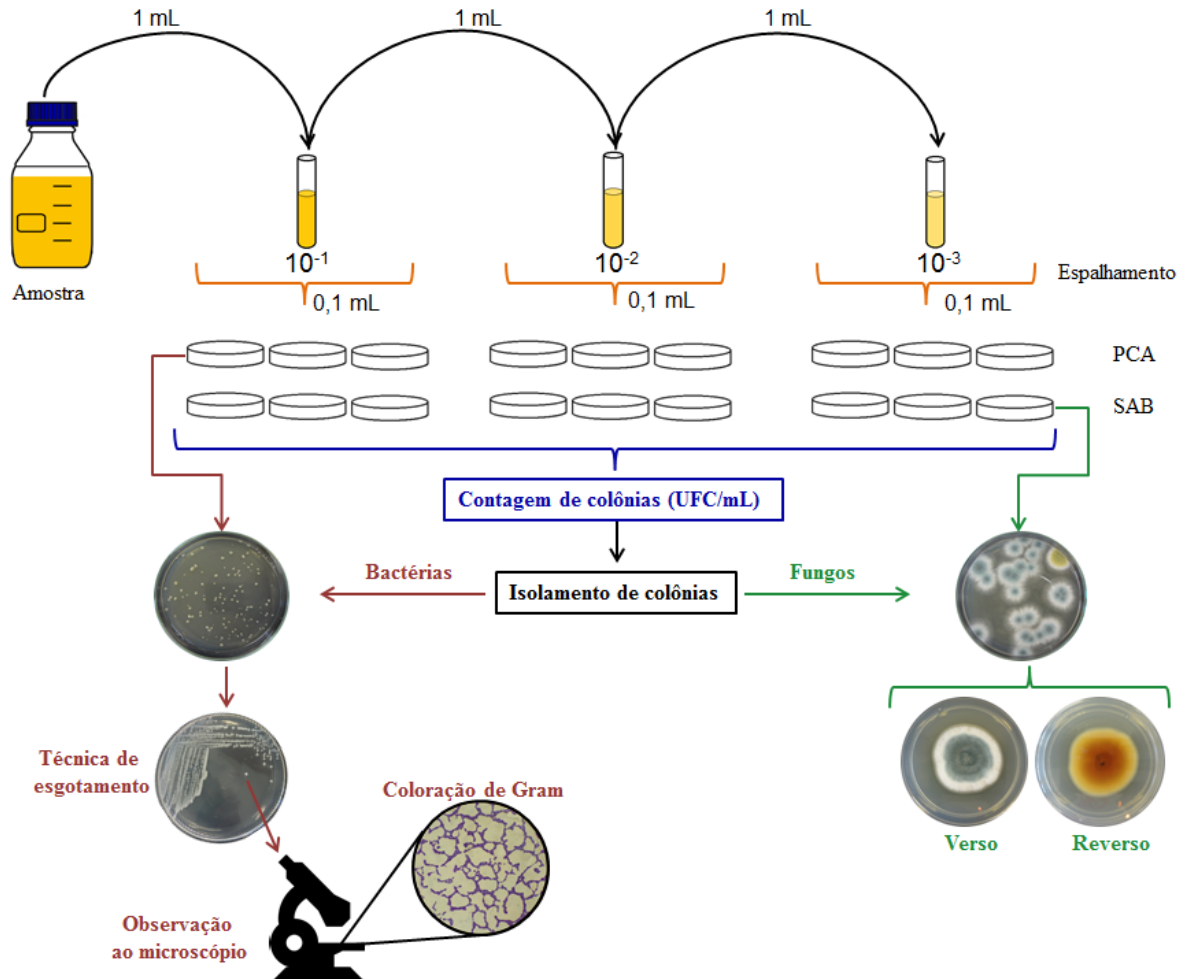 1 mL
1 mL
1 mL
Amostra
10-1
10-2
10-3
Espalhamento
0,1 mL
0,1 mL
0,1 mL
PCA
SAB
Contagem de colônias (UFC/mL)
Bactérias
Isolamento de colônias
Fungos
Técnica de
esgotamento
Coloração de Gram
Verso
Reverso
Observação
ao microscópio